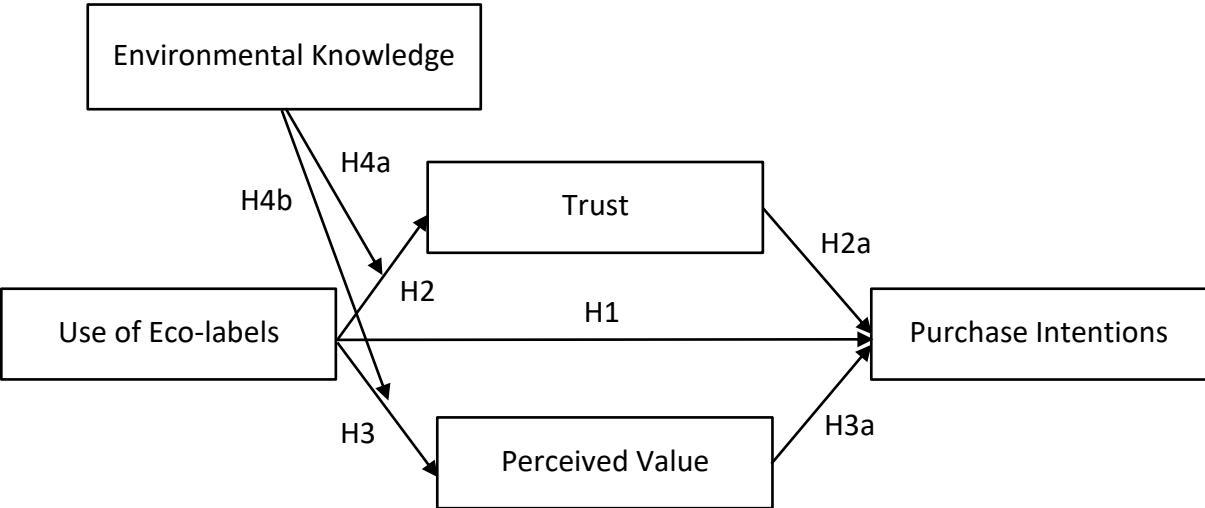 Environmental Knowledge
H4a
H4b
Trust
H2a
H2
Use of Eco-labels
H1
Purchase Intentions
H3
H3a
Perceived Value